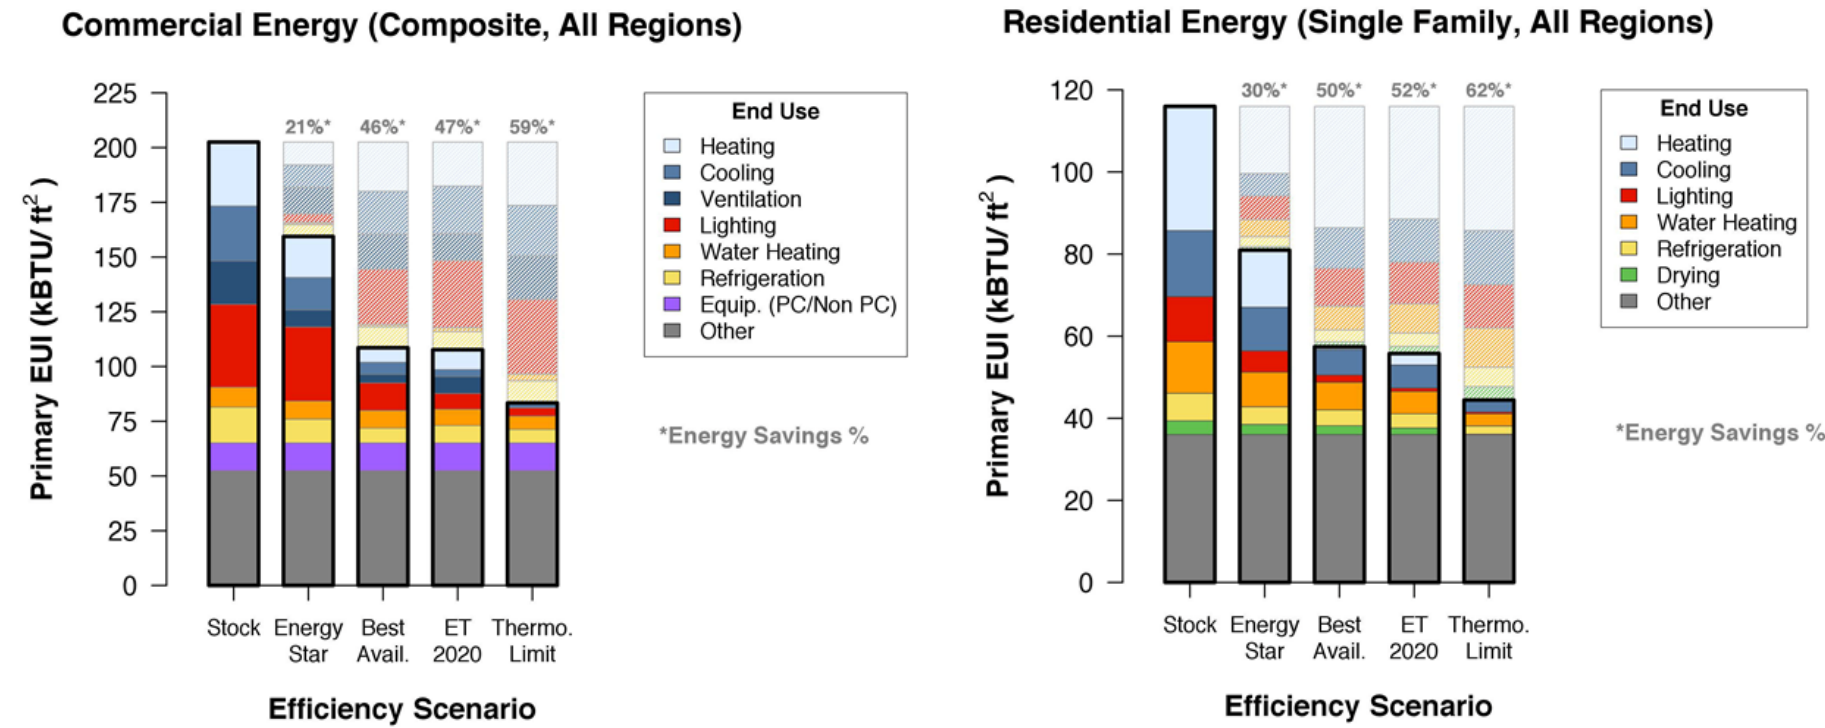 Commercial Energy (Composite, All Regions)
Primary EUI (kBTU/ ft2 )
225
200
175
150
125
100
75
50
25
0
21%*
46%*
47%*
59%*
Stock
Energy
Star
Best
Avail.
ET
2020
Thermo.
Limit
Efficiency Scenario
End Use
Heating
Cooling
Ventilation
Lighting
Water Heating
Refrigeration
Equip. (PC/Non PC)
Other
*Energy Savings %
Residential Energy (Single Family, All Regions)
Primary EUI (kBTU/ ft2 )
120
100
80
60
40
20
0
30%*
50%*
52%*
62%*
Stock
Energy
Star
Best
Avail.
ET
2020
Thermo.
Limit
Efficiency Scenario
End Use
Heating
Cooling
Lighting
Water Heating
Refrigeration
Drying
Other
*Energy Savings %